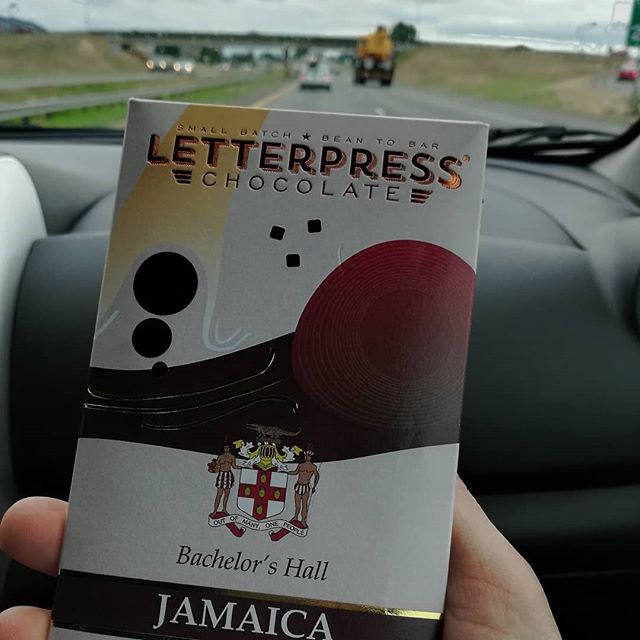 SMALL BATCH ★ BEAN TO BAR
LETTERPRESS®
CHOCOLATE
OUT OF MANY, ONE PEOPLE
Bachelor's Hall
JAMAICA